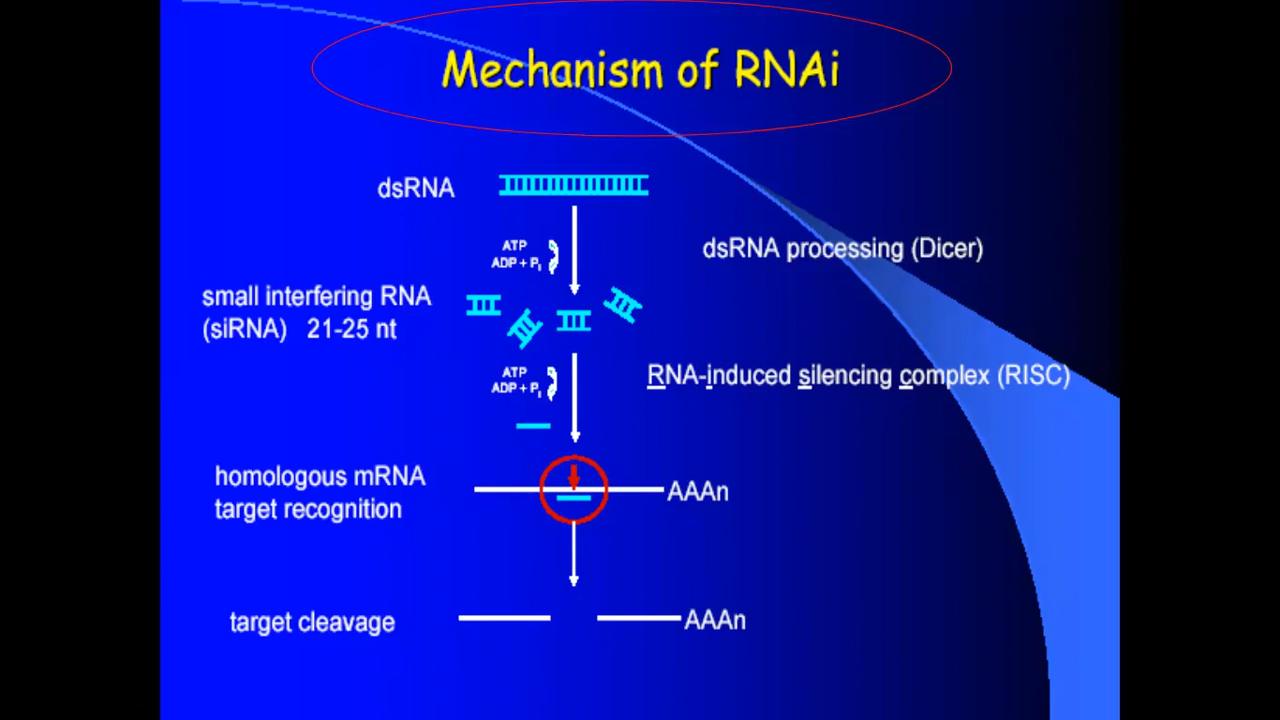 Mechanism of RNAi
dsRNA
ATP
ADP + Pi
dsRNA processing (Dicer)
small interfering RNA
(siRNA) 21-25 nt
ATP
ADP + Pi
RNA-induced silencing complex (RISC)
homologous mRNA
target recognition
AAAn
target cleavage
AAAn